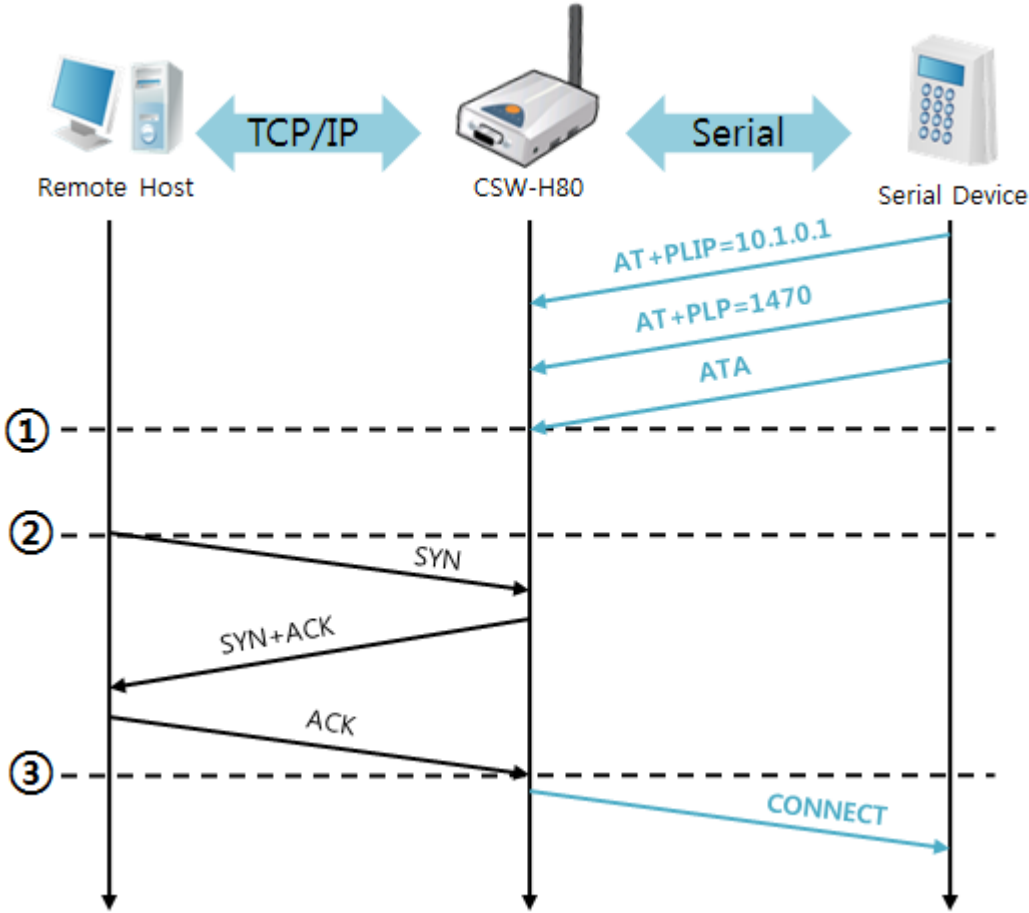 TCP/IP
Serial
Remote Host
CSW-H80
Serial Device
AT+PLIP=10.1.0.1
AT+PLP=1470
ATA
①
②
SYN
SYN+ACK
ACK
③
CONNECT